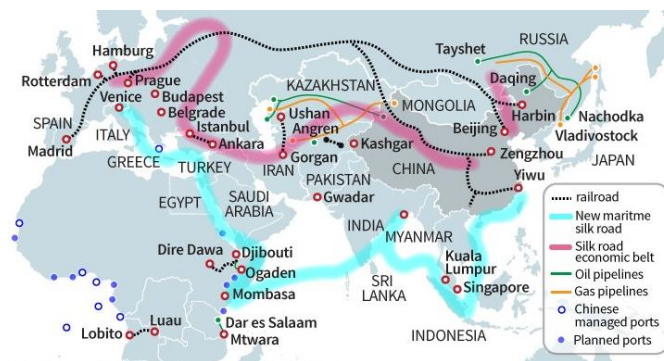 Hamburg
Rotterdam
Prague
Venice
Budapest
Belgrade
SPAIN
Madrid
ITALY
GREECE
Istanbul
Ankara
TURKEY
EGYPT
SAUDI
ARABIA
IRAN
KAZAKHSTAN
Ushan
Angren
Gorgan
Kashgar
PAKISTAN
Gwadar
INDIA
MYANMAR
SRI
LANKA
CHINA
MONGOLIA
Tayshet
RUSSIA
Daqing
Harbin
Nachodka
Vladivostock
Beijing
Zengzhou
JAPAN
Yiwu
Kuala
Lumpur
Singapore
INDONESIA
Dire Dawa
Djibouti
Ogaden
Mombasa
Lobito
Luau
Dar es Salaam
Mtwara
railroad
New maritme
silk road
Silk road
economic belt
Oil pipelines
Gas pipelines
Chinese
managed ports
Planned ports